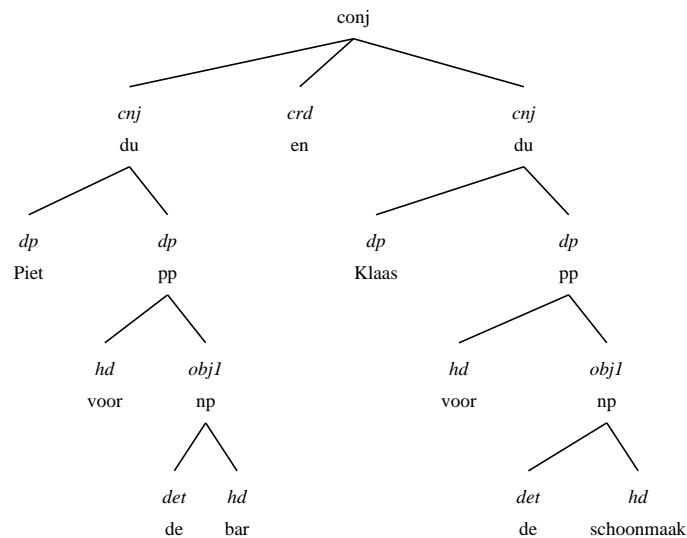 conj
cnj crd cnj
du en du
dp dp dp dp
Piet pp Klaas pp
hd obj1 hd obj1
voor np voor np
det hd det hd
de bar de schoonmaak